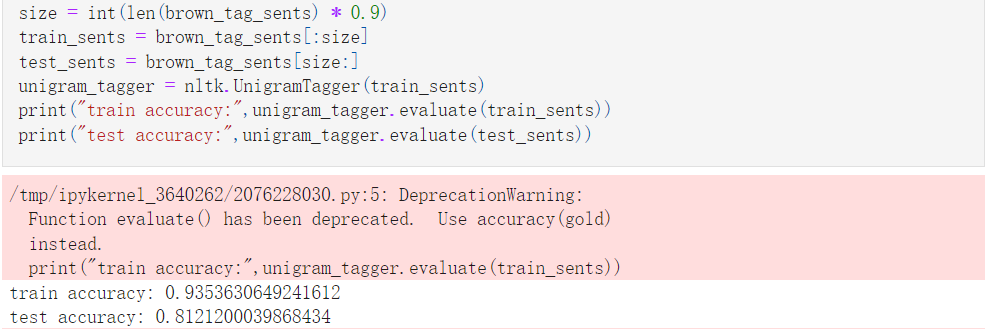 size = int(len(brown_tag_sents) * 0.9)
train_sents = brown_tag_sents[:size]
test_sents = brown_tag_sents[size:]
unigram_tagger = nltk.UnigramTagger(train_sents)
print("train accuracy:",unigram_tagger.evaluate(train_sents))
print("test accuracy:",unigram_tagger.evaluate(test_sents))
/tmp/ipykernel_3640262/2076228030.py:5: DeprecationWarning:
  Function evaluate() has been deprecated.  Use accuracy(gold)
  instead.
  print("train accuracy:",unigram_tagger.evaluate(train_sents))
train accuracy: 0.9353630649241612
test accuracy: 0.8121200039868434